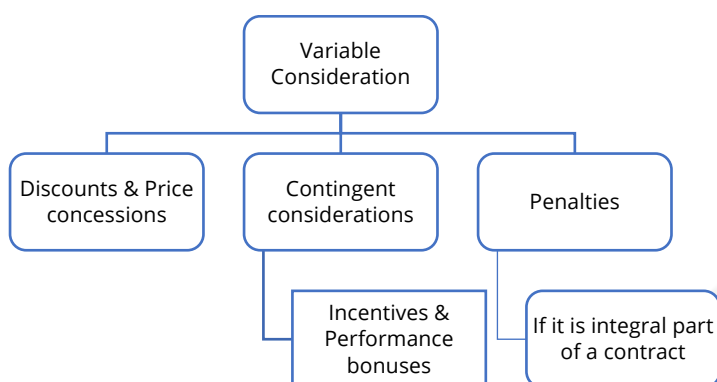 Variable
Consideration
Discounts & Price
concessions
Contingent
considerations
Penalties
Incentives &
Performance
bonuses
If it is integral part
of a contract